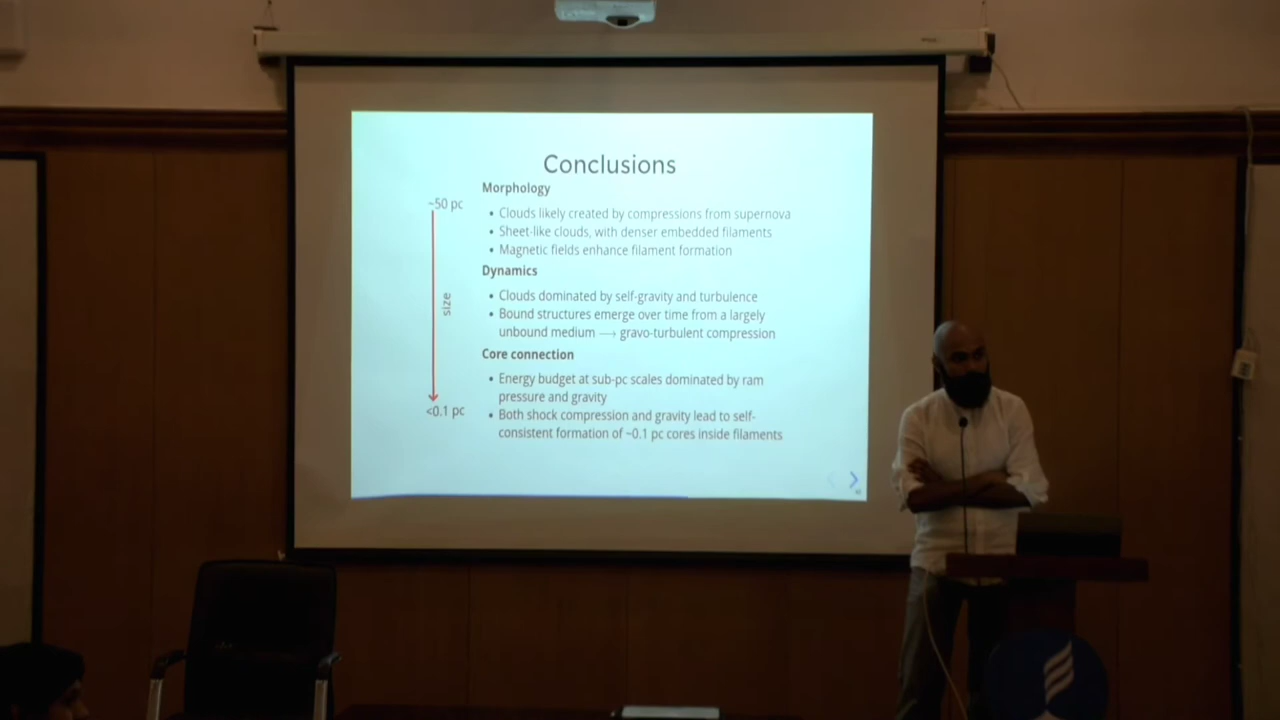 Conclusions
Morphology
~50 pc
• Clouds likely created by compressions from supernova
• Sheet-like clouds, with denser embedded filaments
• Magnetic fields enhance filament formation
Dynamics
size
• Clouds dominated by self-gravity and turbulence
• Bound structures emerge over time from a largely
unbound medium ⟶ gravo-turbulent compression
Core connection
• Energy budget at sub-pc scales dominated by ram
pressure and gravity
<0.1 pc
• Both shock compression and gravity lead to self-
consistent formation of ~0.1 pc cores inside filaments